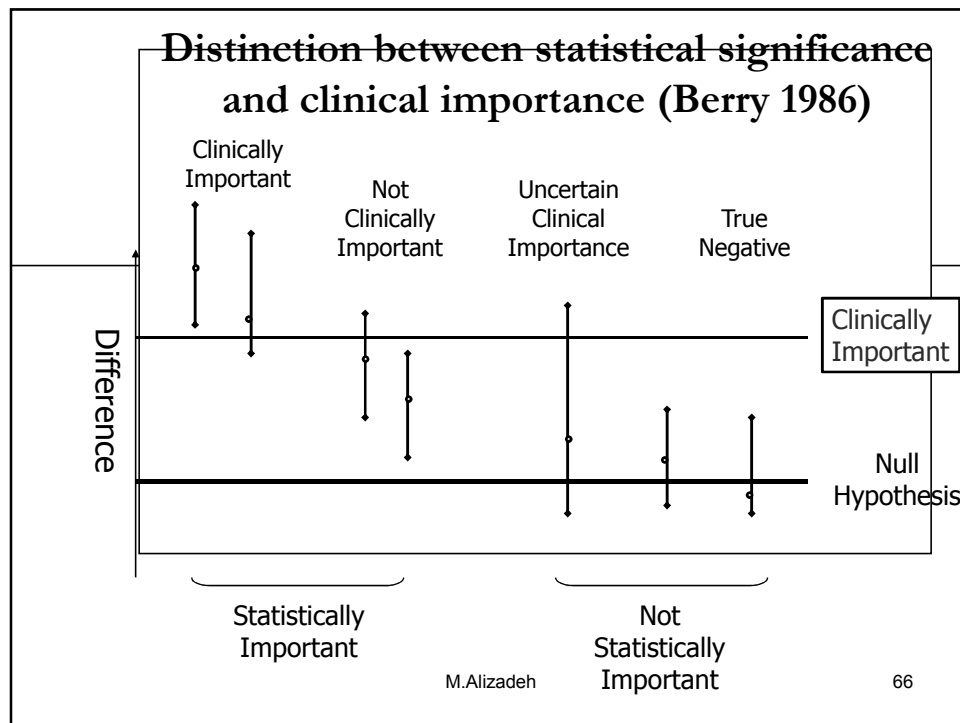 Distinction between statistical significance
and clinical importance (Berry 1986)
Clinically
Important
Not
Clinically
Important
Uncertain
Clinical
Importance
True
Negative
Clinically
Important
Difference
Null
Hypothesis
Statistically
Important
Not
Statistically
Important
M.Alizadeh
66